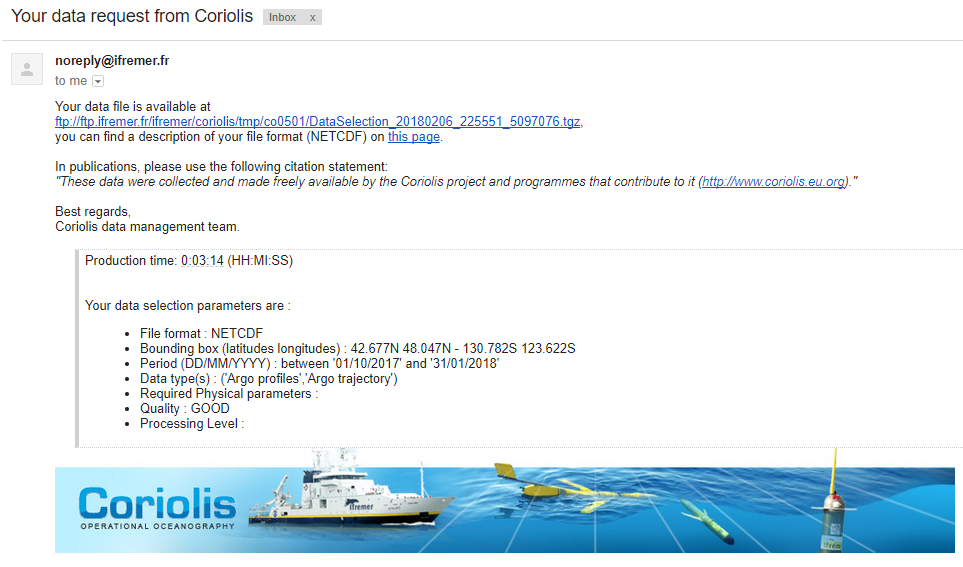 Your data request from Coriolis Inbox x
noreply@ifremer.fr
to me
Your data file is available at
ftp://ftp.ifremer.fr/ifremer/coriolis/tmp/co0501/DataSelection_20180206_225551_5097076.tgz,
you can find a description of your file format (NETCDF) on this page.
In publications, please use the following citation statement:
"These data were collected and made freely available by the Coriolis project and programmes that contribute to it (http://www.coriolis.eu.org)."
Best regards,
Coriolis data management team.
Production time: 0:03:14 (HH:MI:SS)
Your data selection parameters are :
• File format : NETCDF
• Bounding box (latitudes longitudes) : 42.677N 48.047N - 130.782S 123.622S
• Period (DD/MM/YYYY) : between '01/10/2017' and '31/01/2018'
• Data type(s) : ('Argo profiles','Argo trajectory')
• Required Physical parameters :
• Quality : GOOD
• Processing Level :
Coriolis
OPERATIONAL OCEANOGRAPHY
ifremer